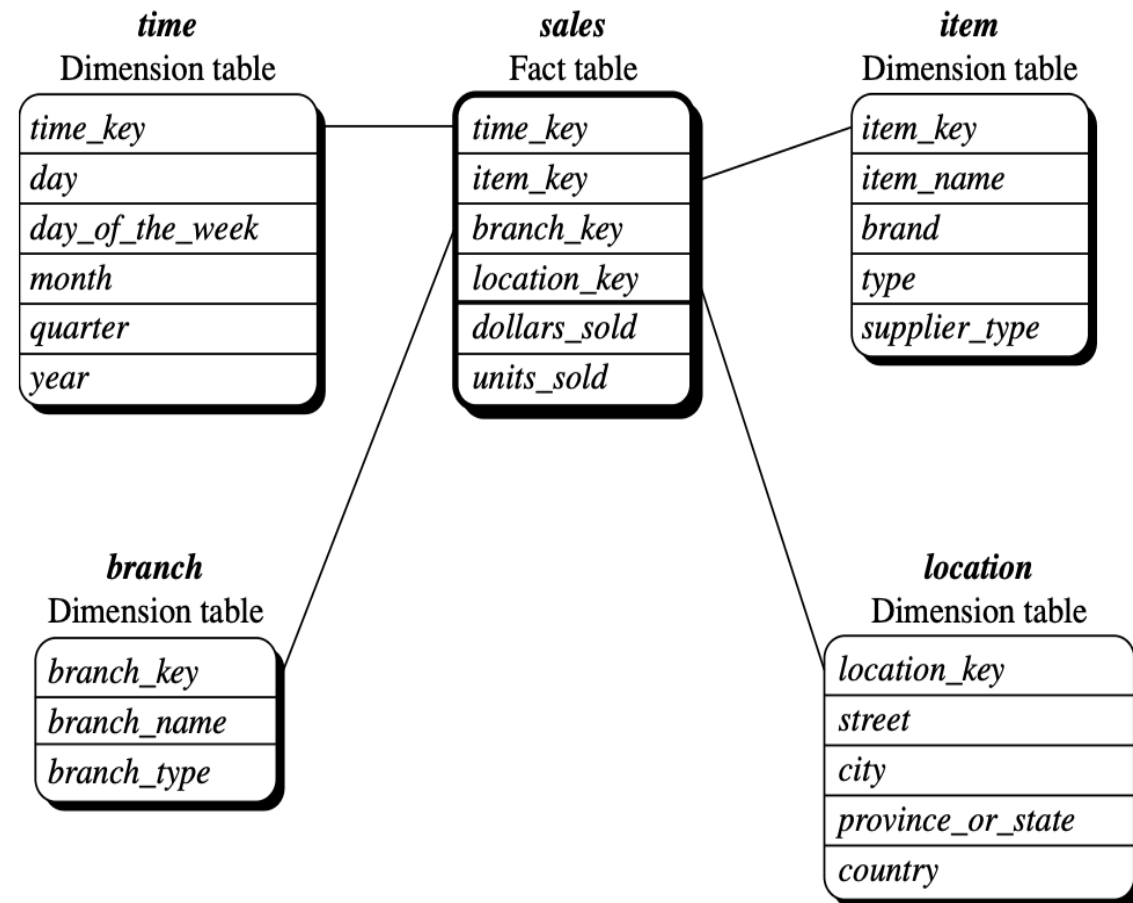 time
Dimension table
time_key
day
day_of_the_week
month
quarter
year
sales
Fact table
time_key
item_key
branch_key
location_key
dollars_sold
units_sold
item
Dimension table
item_key
item_name
brand
type
supplier_type
branch
Dimension table
branch_key
branch_name
branch_type
location
Dimension table
location_key
street
city
province_or_state
country